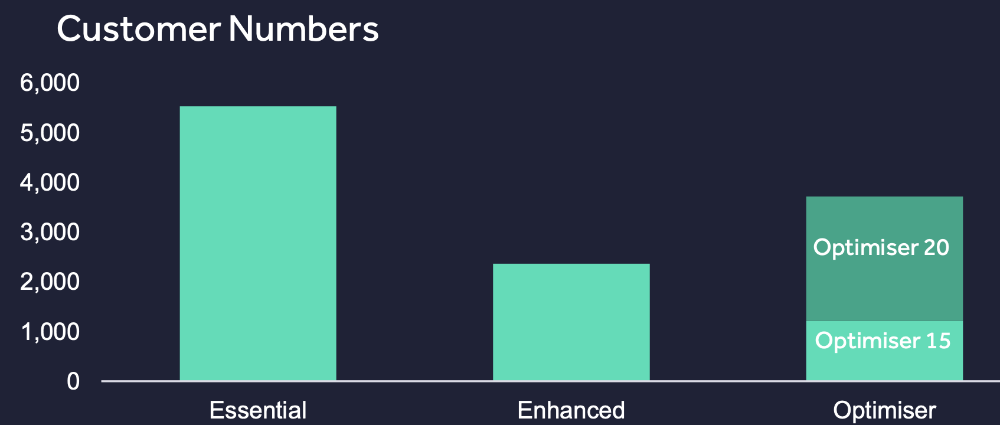 Customer Numbers
6,000
5,000
4,000
3,000
2,000
1,000
0
Optimiser 20
Optimiser 15
Essential
Enhanced
Optimiser